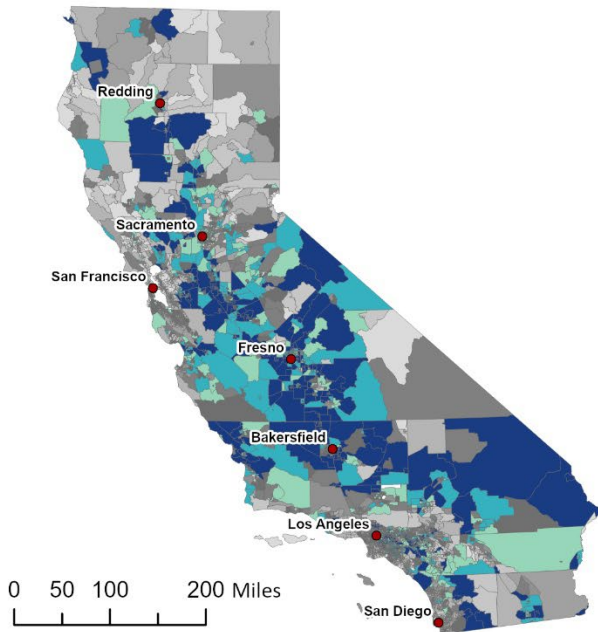 Redding
Sacramento
San Francisco
Fresno
Bakersfield
Los Angeles
San Diego
0 50 100 200 Miles